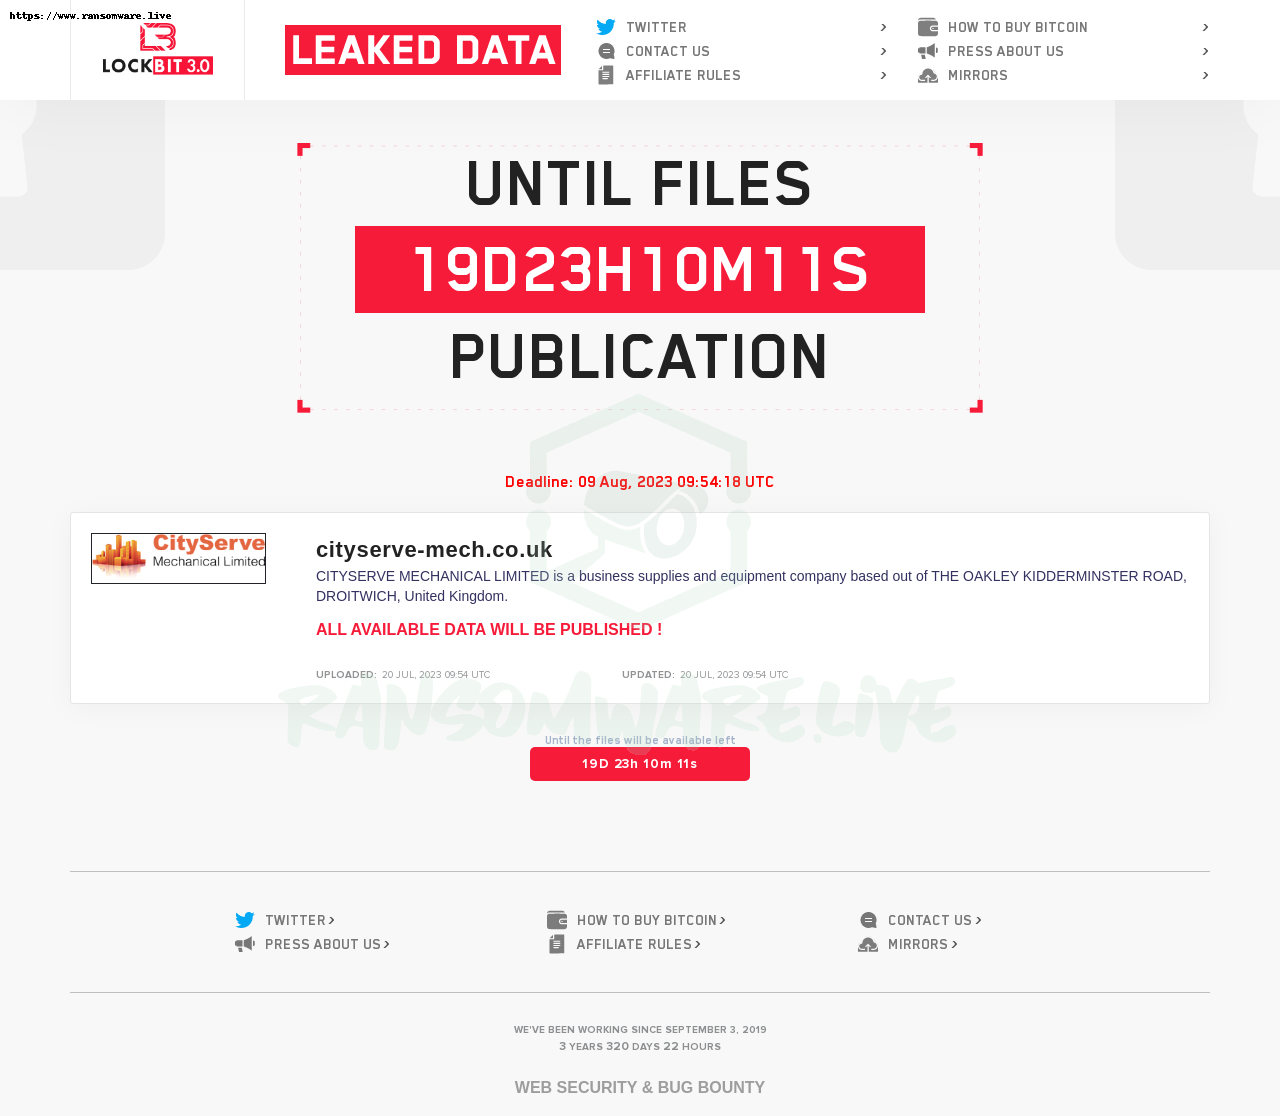 https://www.ransomware.live
LOCKBIT 3.0
LEAKED DATA
TWITTER
CONTACT US
AFFILIATE RULES
HOW TO BUY BITCOIN
PRESS ABOUT US
MIRRORS
UNTIL FILES
19D23H10M11S
PUBLICATION
Deadline: 09 Aug, 2023 09:54:18 UTC
CityServe
Mechanical Limited
cityserve-mech.co.uk
CITYSERVE MECHANICAL LIMITED is a business supplies and equipment company based out of THE OAKLEY KIDDERMINSTER ROAD,
DROITWICH, United Kingdom.
ALL AVAILABLE DATA WILL BE PUBLISHED !
UPLOADED: 20 JUL, 2023 09:54 UTC UPDATED: 20 JUL, 2023 09:54 UTC
RANSOMWARE.LIVE
Until the files will be available left
19D 23h 10m 11s
TWITTER HOW TO BUY BITCOIN CONTACT US
PRESS ABOUT US AFFILIATE RULES MIRRORS
WE'VE BEEN WORKING SINCE SEPTEMBER 3, 2019
3 YEARS 320 DAYS 22 HOURS
WEB SECURITY & BUG BOUNTY